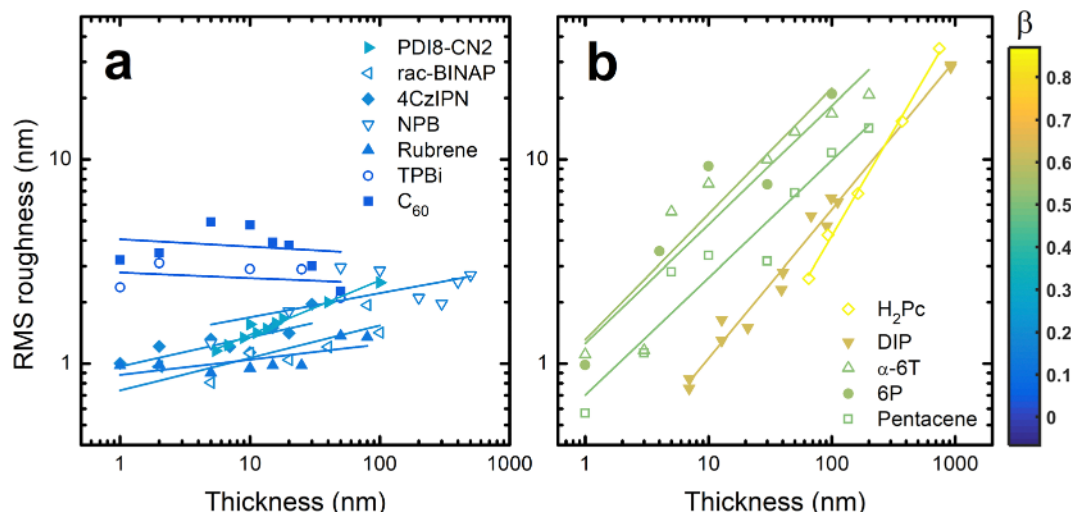 a
PDI8-CN2
rac-BINAP
4CzIPN
NPB
Rubrene
TPBi
C₆₀
RMS roughness (nm)
10
1
1
10
100
1000
Thickness (nm)
b
H₂Pc
DIP
α-6T
6P
Pentacene
10
1
1
10
100
1000
Thickness (nm)
β
0.8
0.7
0.6
0.5
0.4
0.3
0.2
0.1
0